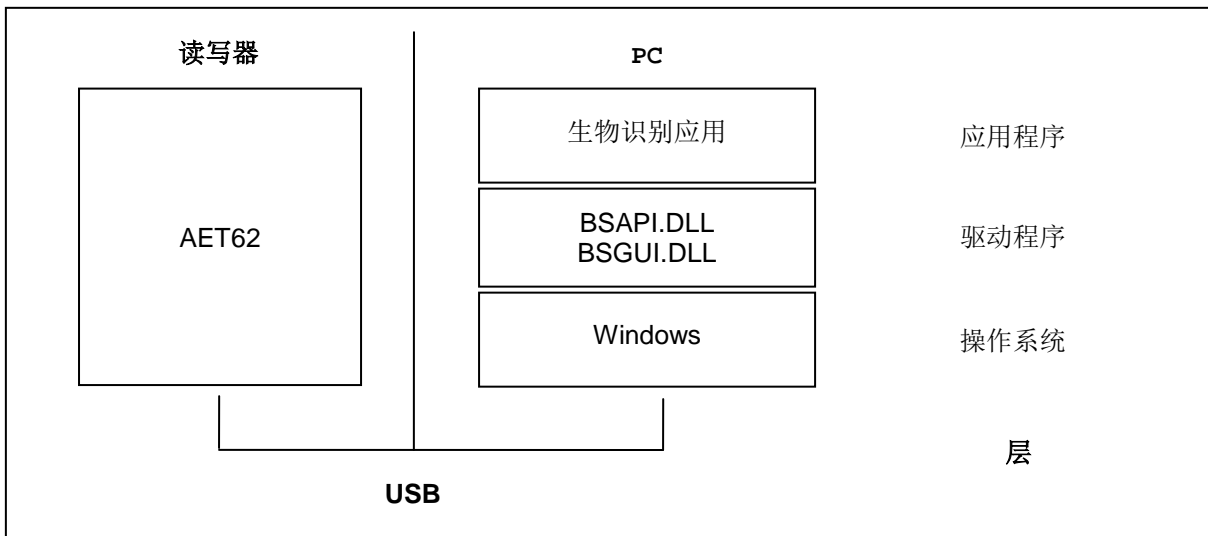 读写器
PC
生物识别应用
应用程序
AET62
BSAPI.DLL
BSGUI.DLL
驱动程序
Windows
操作系统
层
USB